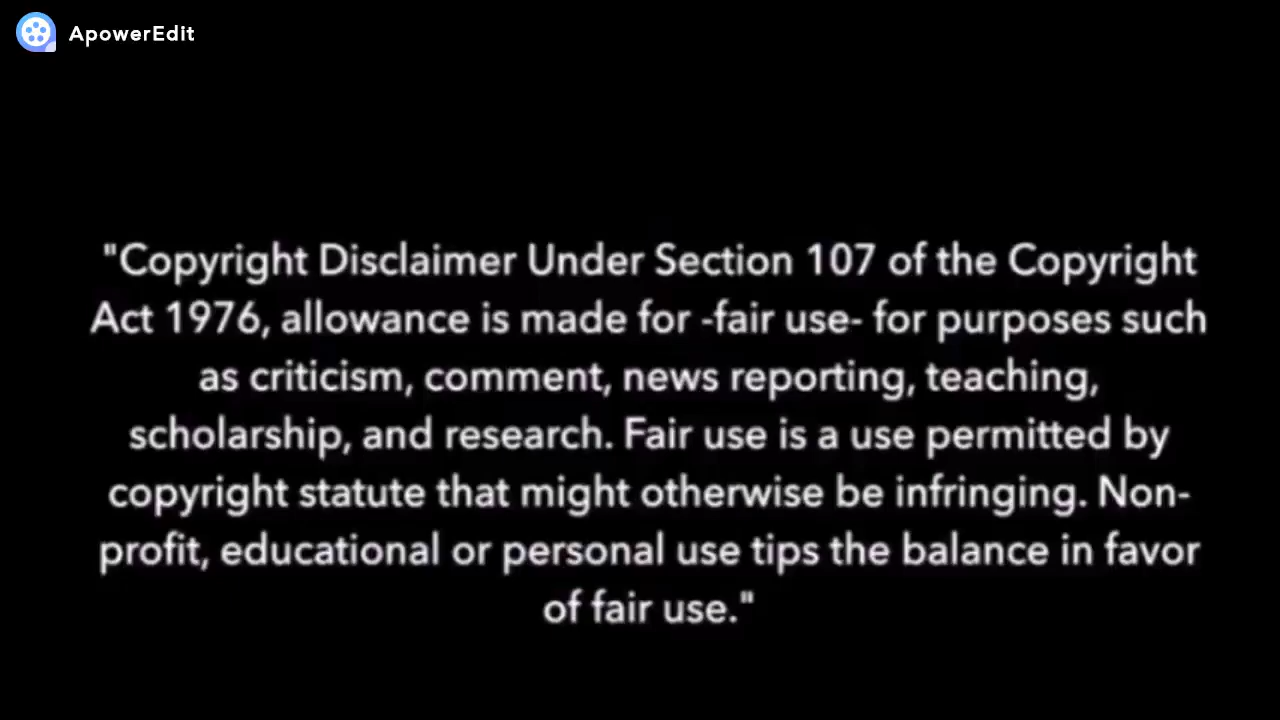 ApowerEdit
"Copyright Disclaimer Under Section 107 of the Copyright
Act 1976, allowance is made for -fair use- for purposes such
as criticism, comment, news reporting, teaching,
scholarship, and research. Fair use is a use permitted by
copyright statute that might otherwise be infringing. Non-
profit, educational or personal use tips the balance in favor
of fair use."